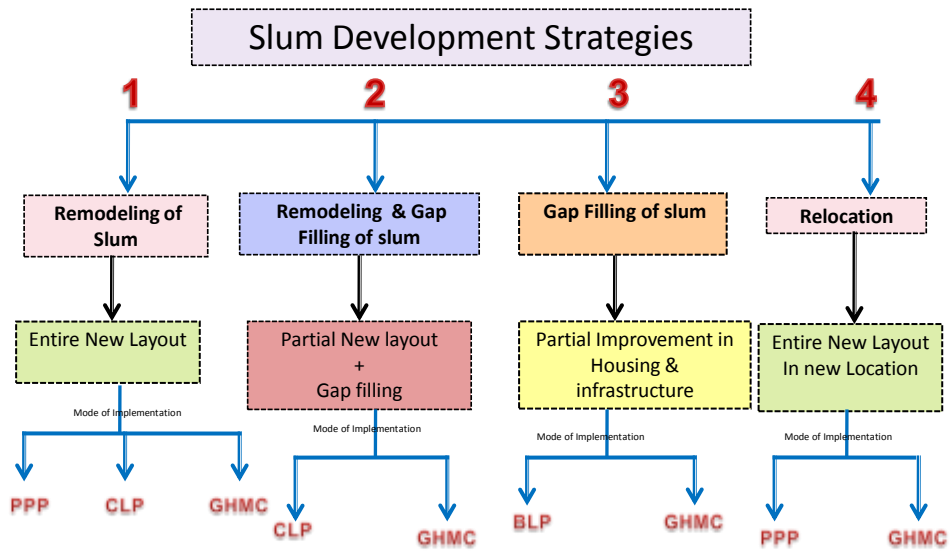 Slum Development Strategies
1
2
3
4
Remodeling of
Slum
Remodeling & Gap
Filling of slum
Gap Filling of slum
Relocation
Entire New Layout
Partial New layout
+
Gap filling
Partial Improvement in
Housing &
infrastructure
Entire New Layout
In new Location
Mode of Implementation
Mode of Implementation
Mode of Implementation
Mode of Implementation
PPP
CLP
GHMC
CLP
GHMC
BLP
GHMC
PPP
GHMC